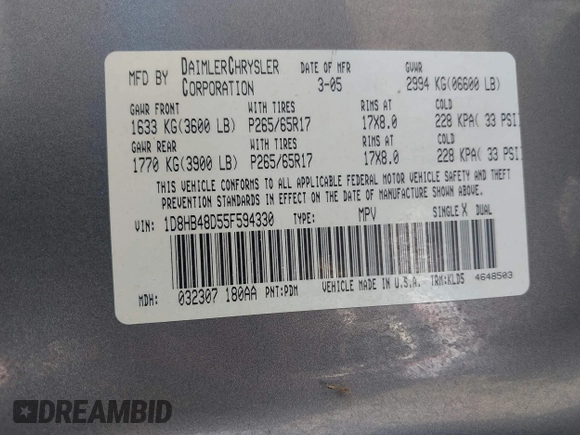 MFD BY DAIMLERCHRYSLER CORPORATION DATE OF MFR 3-05 GVWR 2994 KG(06600 LB)
GAWR FRONT WITH TIRES RIMS AT COLD
1633 KG(3600 LB) P265/65R17 17X8.0 228 KPA( 33 PSI
GAWR REAR WITH TIRES RIMS AT COLD
1770 KG(3900 LB) P265/65R17 17X8.0 228 KPA( 33 PSI
THIS VEHICLE CONFORMS TO ALL APPLICABLE FEDERAL MOTOR VEHICLE SAFETY AND THEFT
PREVENTION STANDARDS IN EFFECT ON THE DATE OF MANUFACTURE SHOWN ABOVE.
VIN: 1D8HB48D55F594330 TYPE: MPV SINGLE X DUAL
MDH: 032307 180AA PNT:PDM VEHICLE MADE IN U.S.A. TRM:KLD5 4648503
DREAMBID